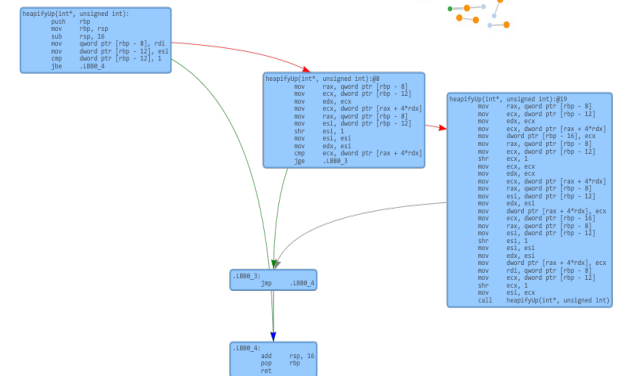 heapifyUp(int*, unsigned int):
push rbp
mov rbp, rsp
sub rsp, 16
mov qword ptr [rbp - 8], rdi
mov dword ptr [rbp - 12], esi
cmp dword ptr [rbp - 12], 1
jbe .LBB0_4
heapifyUp(int*, unsigned int):@8
mov rax, qword ptr [rbp - 8]
mov ecx, dword ptr [rbp - 12]
mov edx, ecx
mov ecx, dword ptr [rax + 4*rdx]
mov rax, qword ptr [rbp - 8]
mov esi, dword ptr [rbp - 12]
shr esi, 1
mov esi, esi
mov edx, esi
cmp ecx, dword ptr [rax + 4*rdx]
jge .LBB0_3
heapifyUp(int*, unsigned int):@19
mov rax, qword ptr [rbp - 8]
mov ecx, dword ptr [rbp - 12]
mov edx, ecx
mov ecx, dword ptr [rax + 4*rdx]
mov dword ptr [rbp - 16], ecx
mov rax, qword ptr [rbp - 8]
mov ecx, dword ptr [rbp - 12]
shr ecx, 1
mov ecx, ecx
mov edx, ecx
mov ecx, dword ptr [rax + 4*rdx]
mov rax, qword ptr [rbp - 8]
mov esi, dword ptr [rbp - 12]
mov edx, esi
mov dword ptr [rax + 4*rdx], ecx
mov ecx, dword ptr [rbp - 16]
mov rax, qword ptr [rbp - 8]
mov esi, dword ptr [rbp - 12]
shr esi, 1
mov esi, esi
mov edx, esi
mov dword ptr [rax + 4*rdx], ecx
mov rdi, qword ptr [rbp - 8]
mov ecx, dword ptr [rbp - 12]
shr ecx, 1
mov esi, ecx
call heapifyUp(int*, unsigned int)
.LBB0_3:
jmp .LBB0_4
.LBB0_4:
add rsp, 16
pop rbp
ret